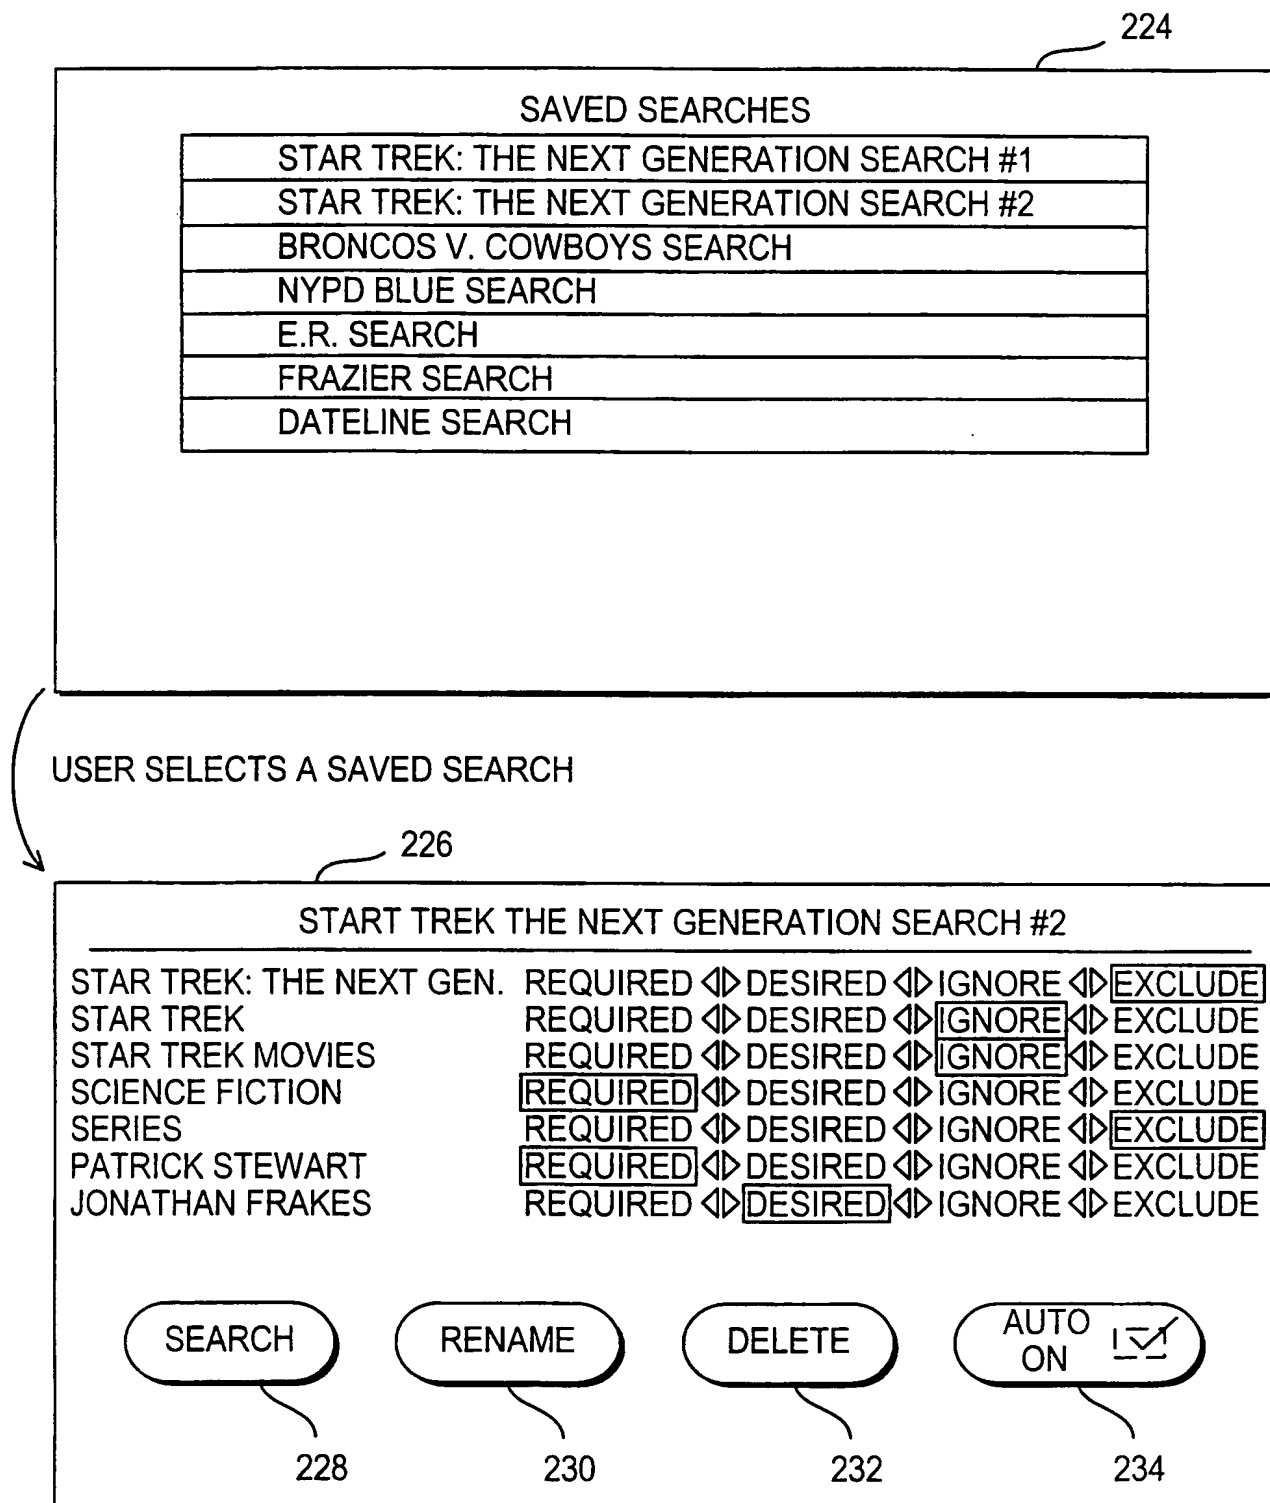 224
SAVED SEARCHES
STAR TREK: THE NEXT GENERATION SEARCH #1
STAR TREK: THE NEXT GENERATION SEARCH #2
BRONCOS V. COWBOYS SEARCH
NYPD BLUE SEARCH
E.R. SEARCH
FRAZIER SEARCH
DATELINE SEARCH
USER SELECTS A SAVED SEARCH
226
START TREK THE NEXT GENERATION SEARCH #2
STAR TREK: THE NEXT GEN. REQUIRED DESIRED IGNORE EXCLUDE
STAR TREK REQUIRED DESIRED IGNORE EXCLUDE
STAR TREK MOVIES REQUIRED DESIRED IGNORE EXCLUDE
SCIENCE FICTION REQUIRED DESIRED IGNORE EXCLUDE
SERIES REQUIRED DESIRED IGNORE EXCLUDE
PATRICK STEWART REQUIRED DESIRED IGNORE EXCLUDE
JONATHAN FRAKES REQUIRED DESIRED IGNORE EXCLUDE
SEARCH RENAME DELETE AUTO
ON
228 230 232 234